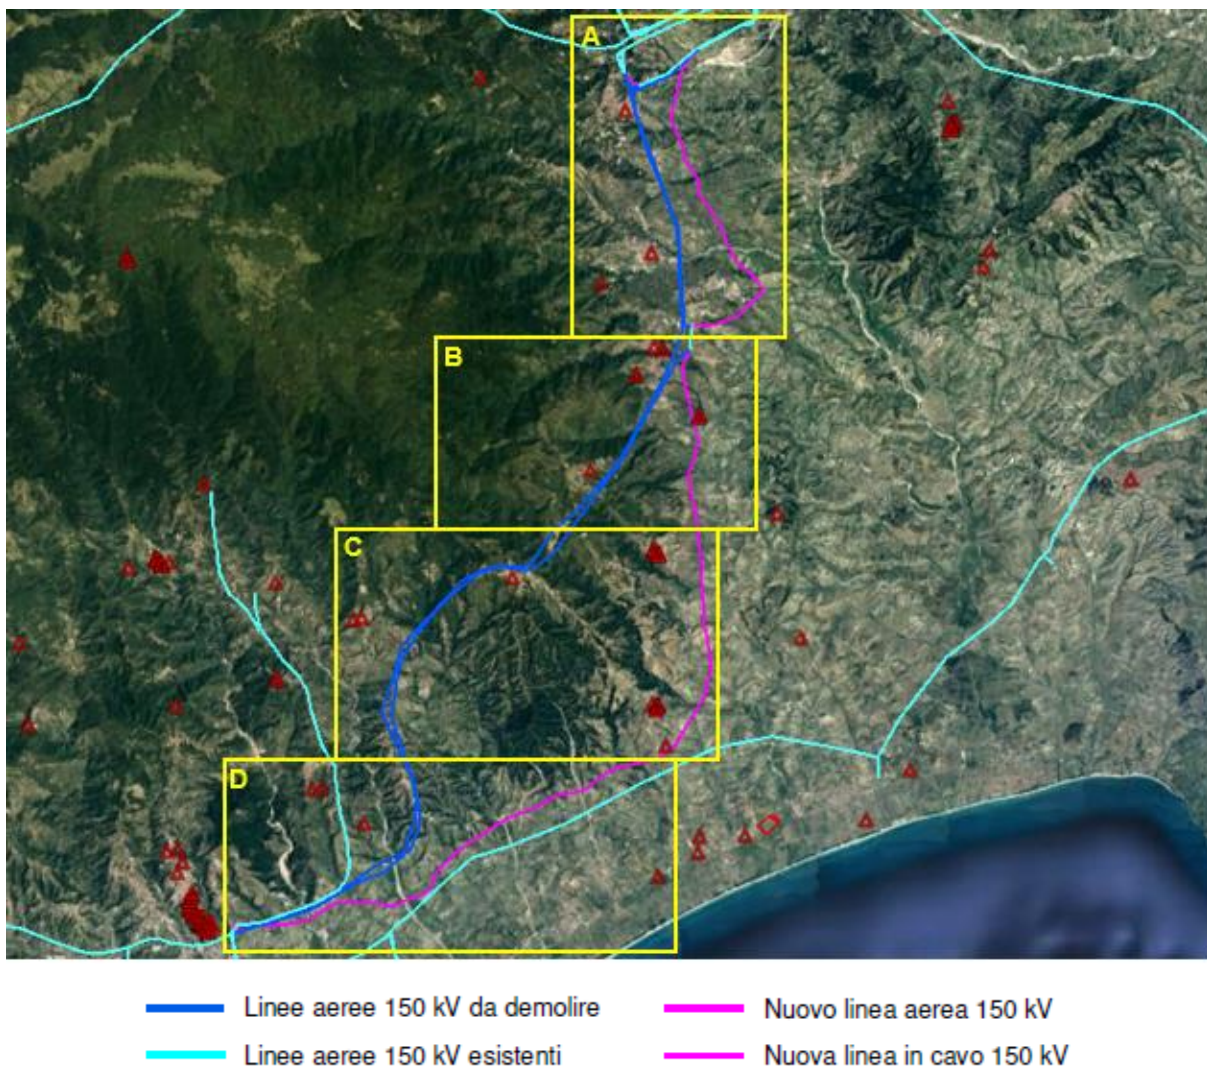 A
B
C
D
Linee aeree 150 kV da demolire
Nuovo linea aerea 150 kV
Linee aeree 150 kV esistenti
Nuova linea in cavo 150 kV